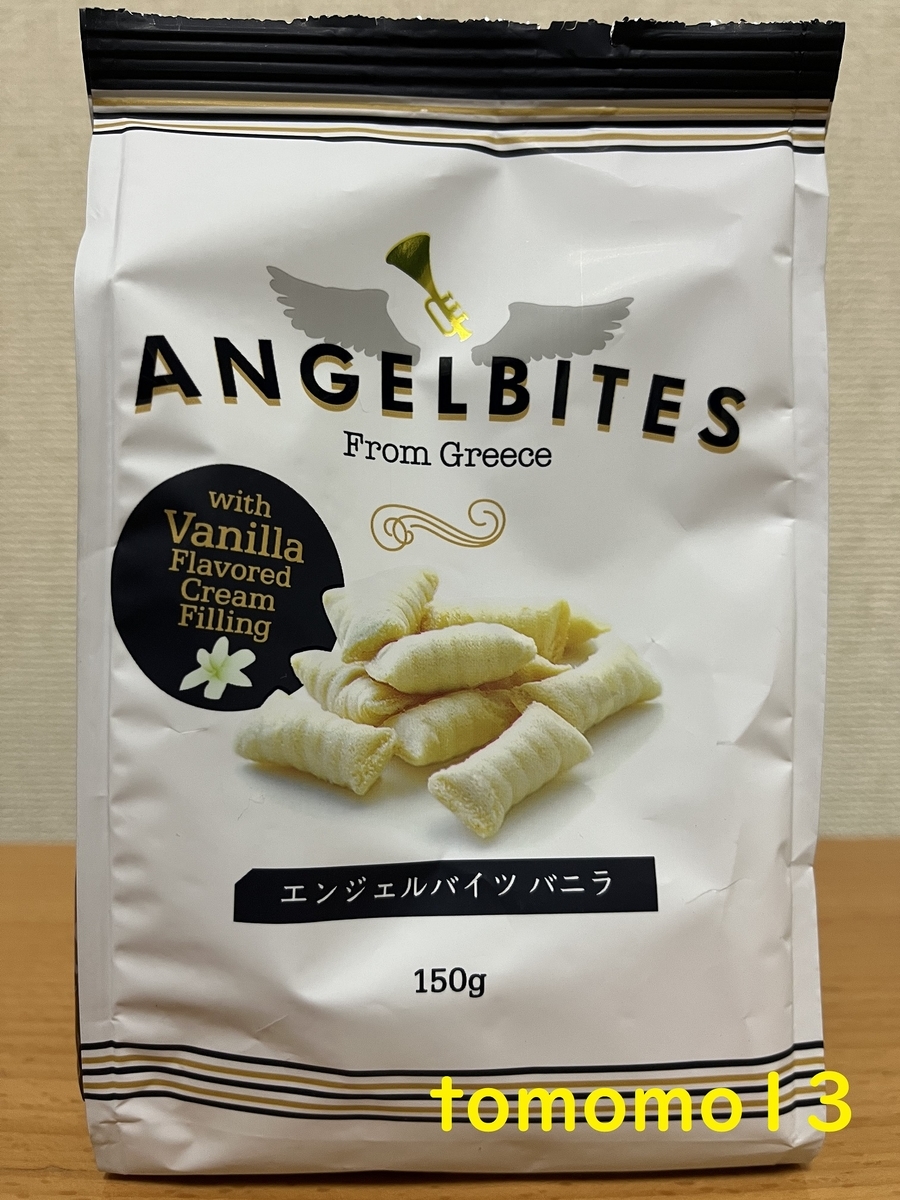 ANGELBITES
From Greece
with
Vanilla
Flavored
Cream
Filling
エンジェルバイツ バニラ
150g
tomomo13